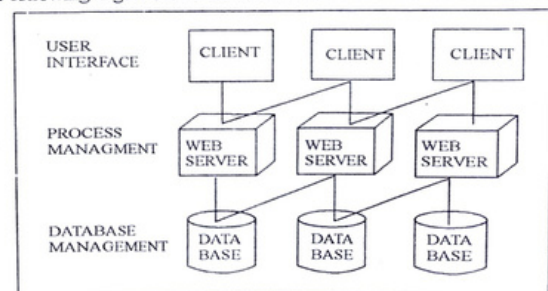 USER
INTERFACE
CLIENT
CLIENT
CLIENT
PROCESS
MANAGMENT
WEB
SERVER
WEB
SERVER
WEB
SERVER
DATABASE
MANAGEMENT
DATA
BASE
DATA
BASE
DATA
BASE